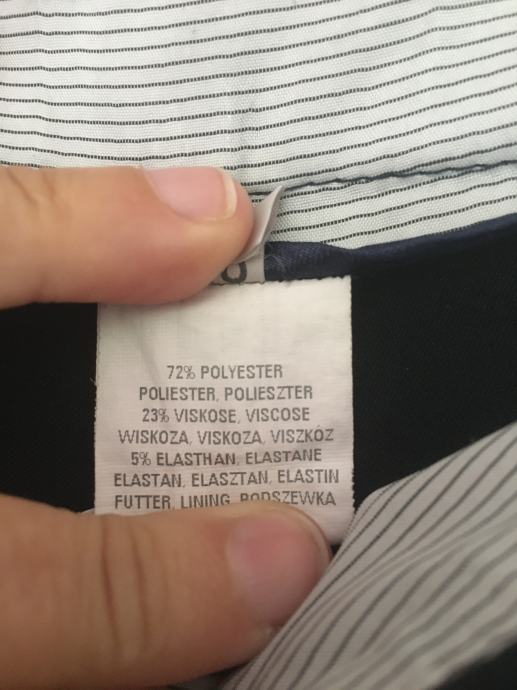 72% POLYESTER
POLIESTER, POLIESZTER
23% VISKOSE, VISCOSE
WISKOZA, VISKOZA, VISZKÓZ
5% ELASTHAN, ELASTANE
ELASTAN, ELASZTAN, ELASTIN
FUTTER, LINING, PODSZEWKA